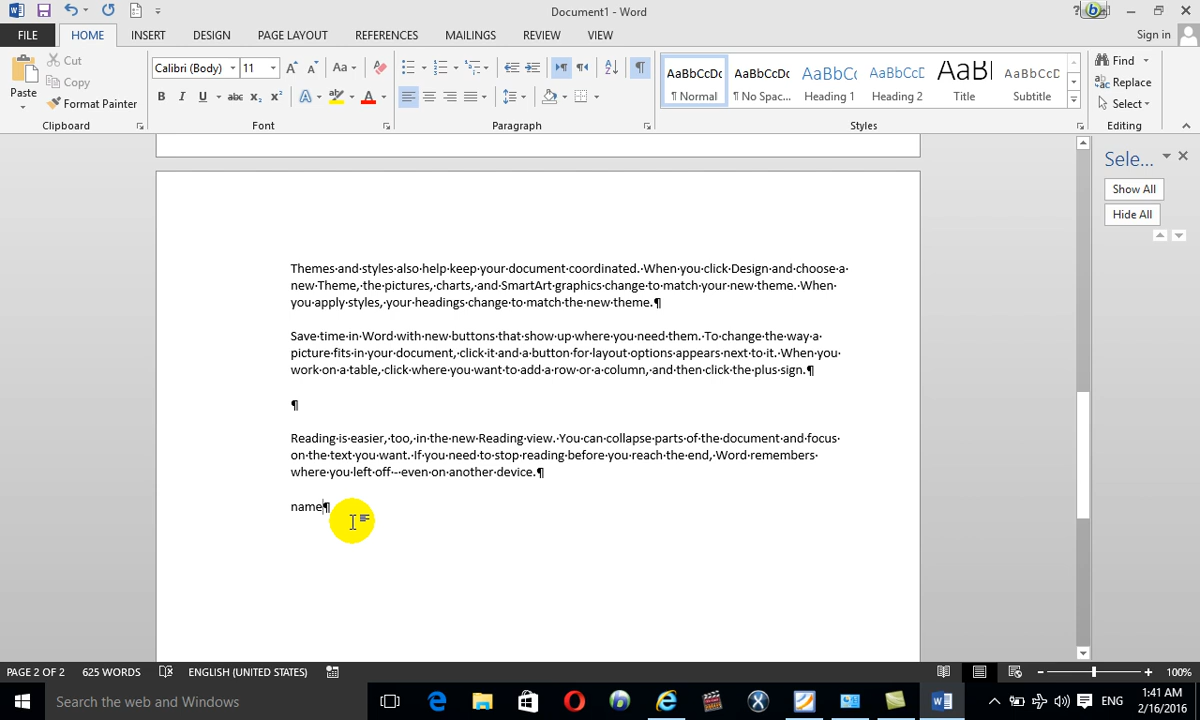 Document1 - Word
?
Sign in
FILE HOME INSERT DESIGN PAGE LAYOUT REFERENCES MAILINGS REVIEW VIEW
Paste
Cut
Copy
Format Painter
Clipboard
Calibri (Body) 11
Aa
B I U abc x₂ x² A ab A
Font
Paragraph
AaBbCcDc AaBbCcDc AaBbCc AaBbCcD AaB AaBbCcD
¶ Normal ¶ No Spac... Heading 1 Heading 2 Title Subtitle
Styles
Find
Replace
Select
Editing
Sele...
Show All
Hide All
Themes·and·styles·also·help·keep·your·document·coordinated.·When·you·click·Design·and·choose·a·
new·Theme,·the·pictures,·charts,·and·SmartArt·graphics·change·to·match·your·new·theme.·When·
you·apply·styles,·your·headings·change·to·match·the·new·theme.¶
Save·time·in·Word·with·new·buttons·that·show·up·where·you·need·them.·To·change·the·way·a·
picture·fits·in·your·document,·click·it·and·a·button·for·layout·options·appears·next·to·it.·When·you·
work·on·a·table,·click·where·you·want·to·add·a·row·or·a·column,·and·then·click·the·plus·sign.¶
¶
Reading·is·easier,·too,·in·the·new·Reading·view.·You·can·collapse·parts·of·the·document·and·focus·
on·the·text·you·want.·If·you·need·to·stop·reading·before·you·reach·the·end,·Word·remembers·
where·you·left·off·-·even·on·another·device.¶
name¶
PAGE 2 OF 2 625 WORDS ENGLISH (UNITED STATES) 100%
Search the web and Windows
ENG
1:41 AM
2/16/2016